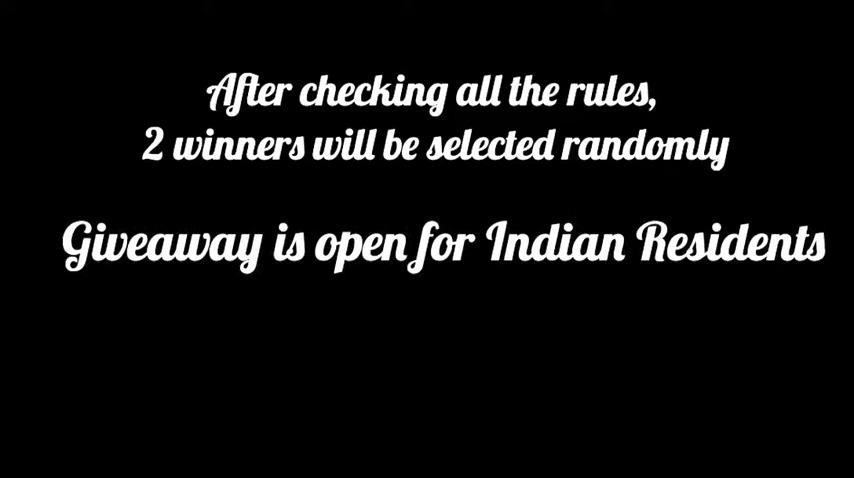 After checking all the rules,
2 winners will be selected randomly
Giveaway is open for Indian Residents